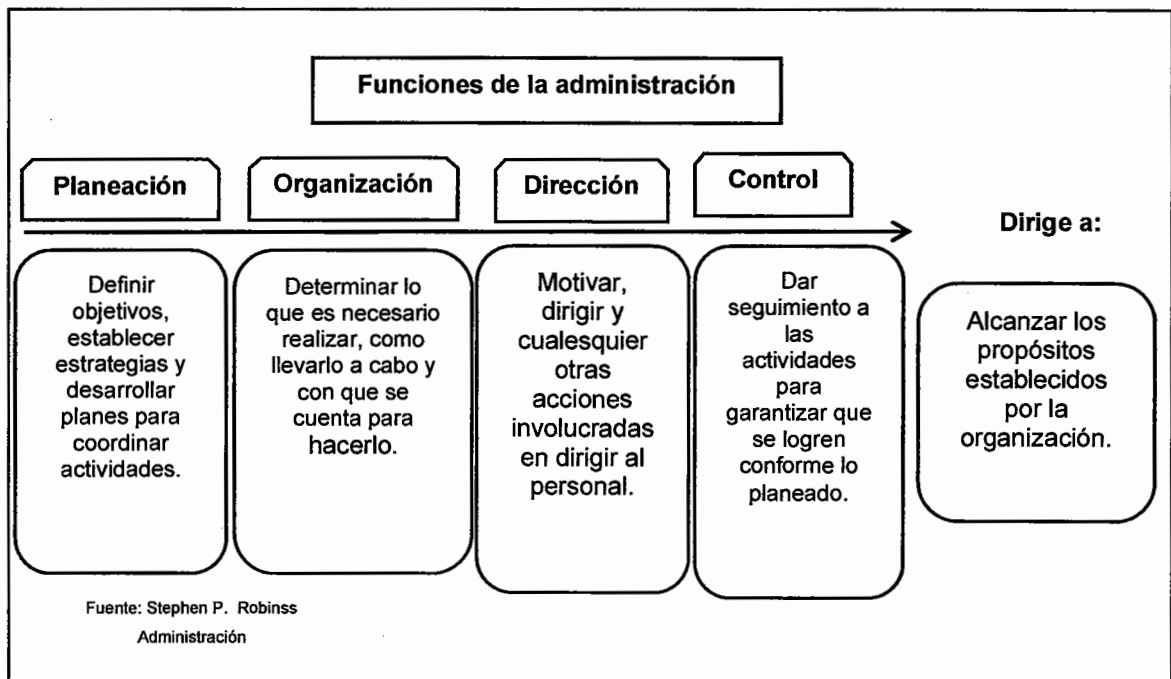 Funciones de la administración
Planeación
Organización
Dirección
Control
Dirige a:
Definir
objetivos,
establecer
estrategias y
desarrollar
planes para
coordinar
actividades.
Determinar lo
que es necesario
realizar, como
llevarlo a cabo y
con que se
cuenta para
hacerlo.
Motivar,
dirigir y
cualesquier
otras
acciones
involucradas
en dirigir al
personal.
Dar
seguimiento a
las
actividades
para
garantizar que
se logren
conforme lo
planeado.
Alcanzar los
propósitos
establecidos
por la
organización.
Fuente: Stephen P. Robinss
Administración